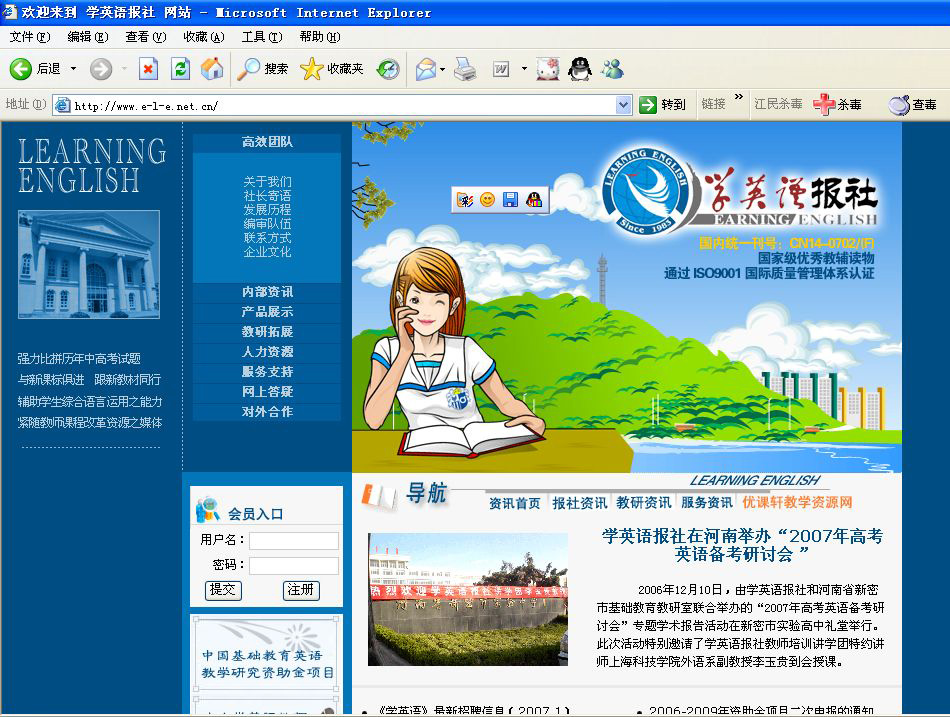 欢迎来到 学英语报社 网站 - Microsoft Internet Explorer
文件(F) 编辑(E) 查看(V) 收藏(A) 工具(T) 帮助(H)
后退 搜索 收藏夹
地址(D) http://www.e-l-e.net.cn/ 转到 链接 » 江民杀毒 杀毒 查毒
LEARNING
ENGLISH
强力比拼历年中高考试题
与新课标俱进 跟新教材同行
辅助学生综合语言运用之能力
紧随教师课程改革资源之媒体
高效团队
关于我们
社长寄语
发展历程
编审队伍
联系方式
企业文化
内部资讯
产品展示
教研拓展
人力资源
服务支持
网上答疑
对外合作
LEARNING ENGLISH
Since 1985
学英语报社
LEARNING ENGLISH
国内统一刊号：CN14-0702/(F)
国家级优秀教辅读物
通过 ISO9001 国际质量管理体系认证
会员入口
用户名：
密码：
提交 注册
中国基础教育英语
教学研究资助金项目
导航
LEARNING ENGLISH
资讯首页 报社资讯 教研资讯 服务资讯 优课轩教学资源网
学英语报社在河南举办“2007年高考
英语备考研讨会 ”
2006年12月10日，由学英语报社和河南省新密
市基础教育教研室联合举办的“2007年高考英语备考研
讨会”专题学术报告活动在新密市实验高中礼堂举行。
此次活动特别邀请了学英语报社教师培训讲学团特约讲
师上海科技学院外语系副教授李玉贵到会授课。
《学英语》最新招聘信息(2007.1)
2006-2009年资助金项目二次申报的通知